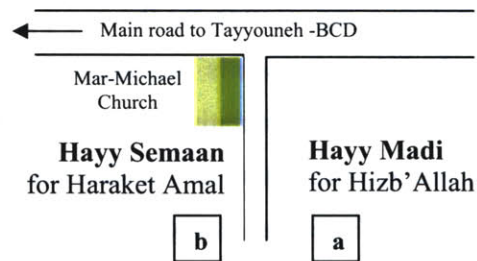 Main road to Tayyouneh -BCD
Mar-Michael
Church
Hayy Semaan
for Haraket Amal
Hayy Madi
for Hizb'Allah
b
a